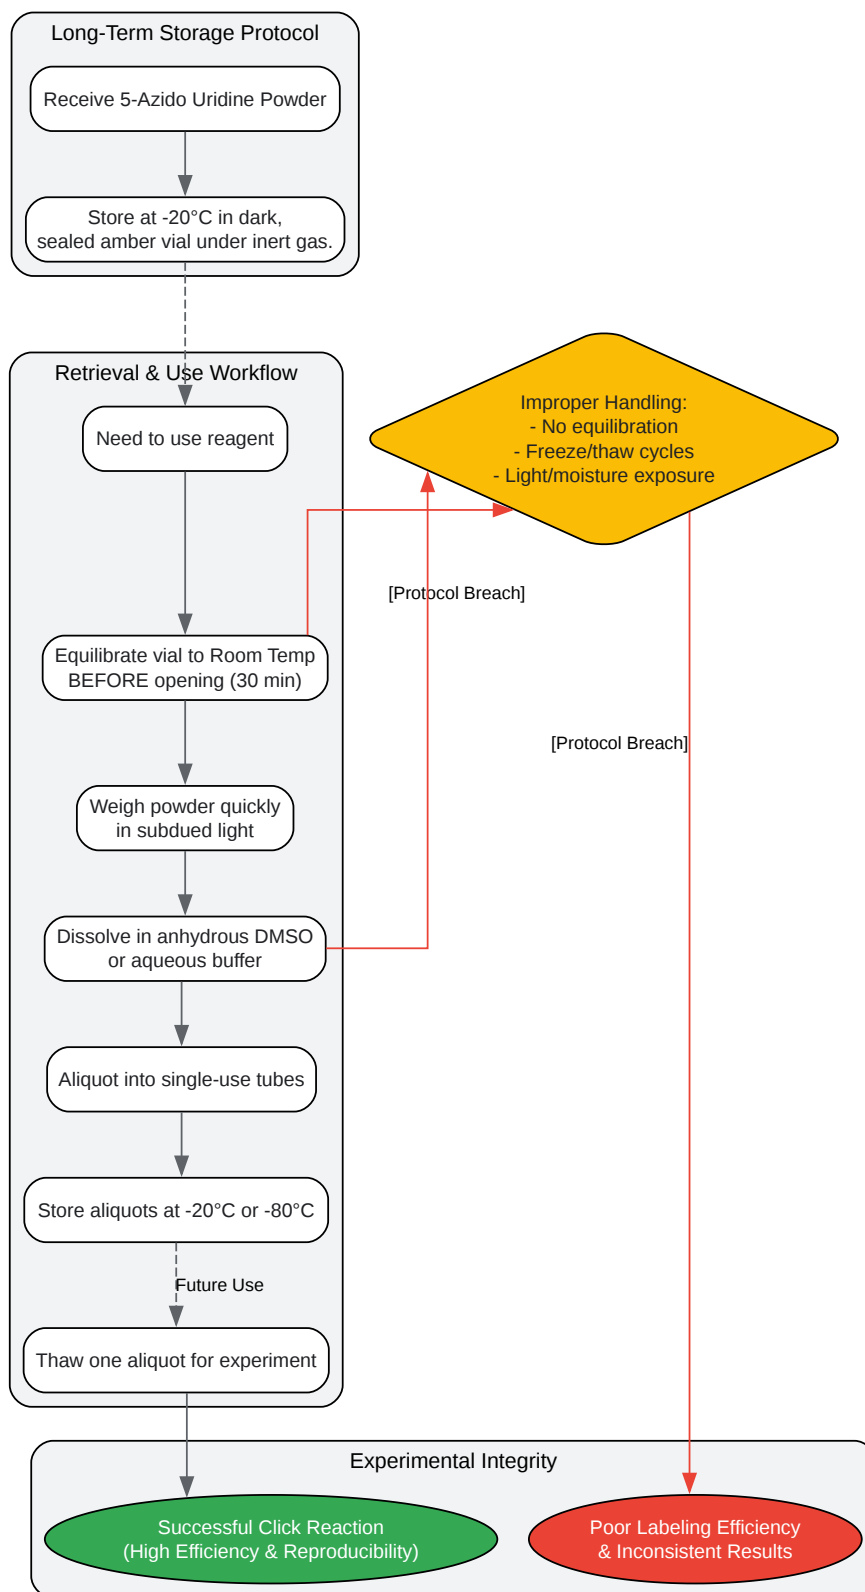 Long-Term Storage Protocol
Receive 5-Azido Uridine Powder
Store at -20°C in dark,
sealed amber vial under inert gas.
Retrieval & Use Workflow
Need to use reagent
Improper Handling:
- No equilibration
- Freeze/thaw cycles
- Light/moisture exposure
[Protocol Breach]
Equilibrate vial to Room Temp
BEFORE opening (30 min)
[Protocol Breach]
Weigh powder quickly
in subdued light
Dissolve in anhydrous DMSO
or aqueous buffer
Aliquot into single-use tubes
Store aliquots at -20°C or -80°C
Future Use
Thaw one aliquot for experiment
Experimental Integrity
Successful Click Reaction
(High Efficiency & Reproducibility)
Poor Labeling Efficiency
& Inconsistent Results